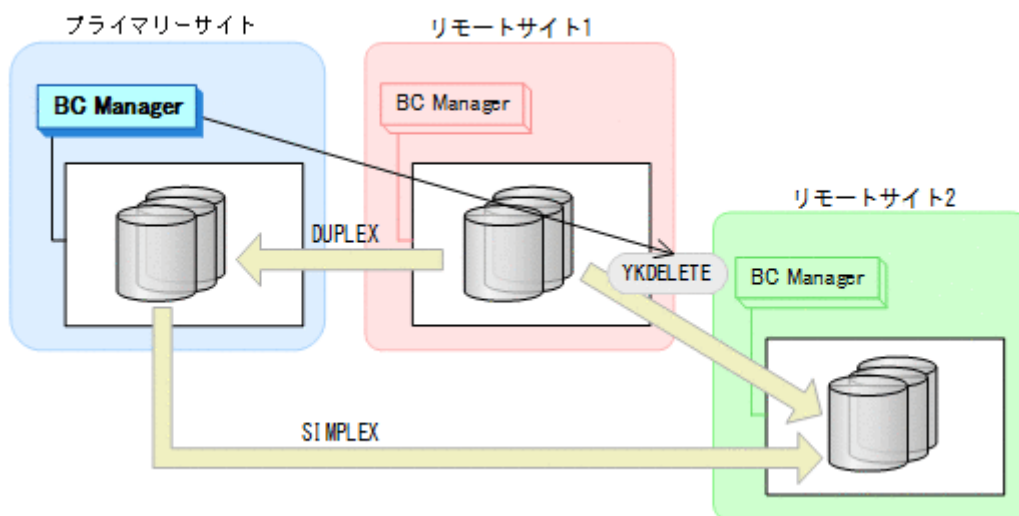 プライマリーサイト
リモートサイト1
BC Manager
BC Manager
リモートサイト2
DUPLEX
YKDELETE
BC Manager
SIMPLEX